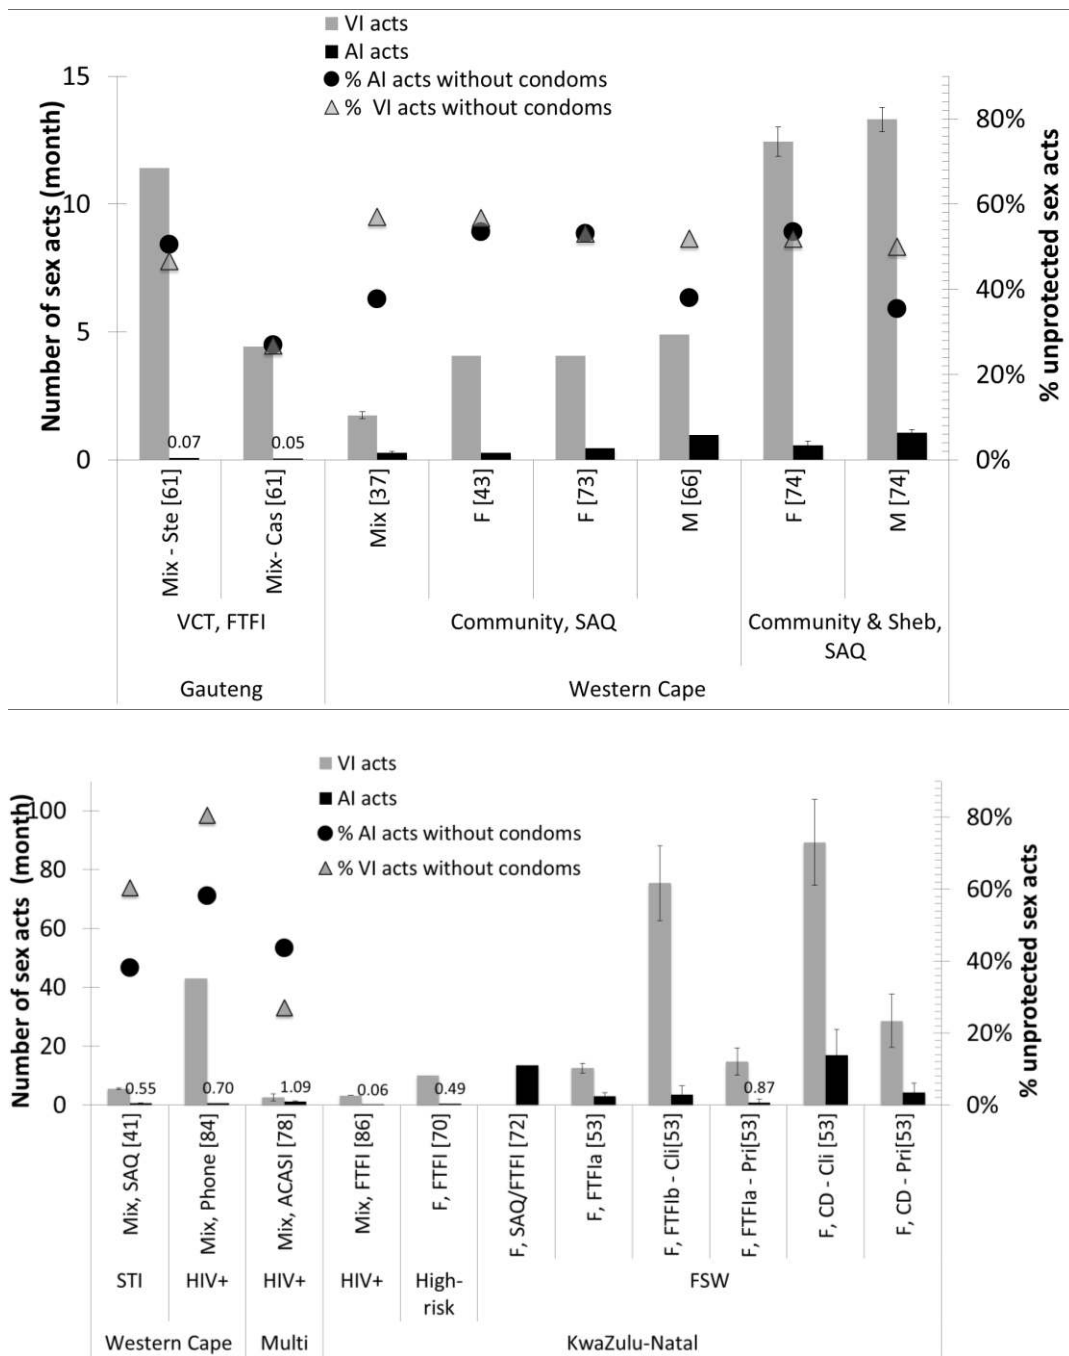 VI acts
AI acts
% AI acts without condoms
% VI acts without condoms
Number of sex acts (month)
15
10
5
0
80%
60%
40%
20%
0%
% unprotected sex acts
0.07
0.05
Mix - Ste [61]
Mix- Cas [61]
Mix [37]
F [43]
F [73]
M [66]
F [74]
M [74]
VCT, FTFI
Community, SAQ
Community & Sheb,
SAQ
Gauteng
Western Cape
VI acts
AI acts
% AI acts without condoms
% VI acts without condoms
Number of sex acts (month)
100
80
60
40
20
0
80%
60%
40%
20%
0%
% unprotected sex acts
0.55
0.70
1.09
0.06
0.49
0.87
Mix, SAQ [41]
Mix, Phone [84]
Mix, ACASI [78]
Mix, FTFI [86]
F, FTFI [70]
F, SAQ/FTFI [72]
F, FTFIa [53]
F, FTFIb - Cli[53]
F, FTFIa - Pri[53]
F, CD - Cli [53]
F, CD - Pri[53]
STI
HIV+
HIV+
HIV+
High-
risk
FSW
Western Cape
Multi
KwaZulu-Natal